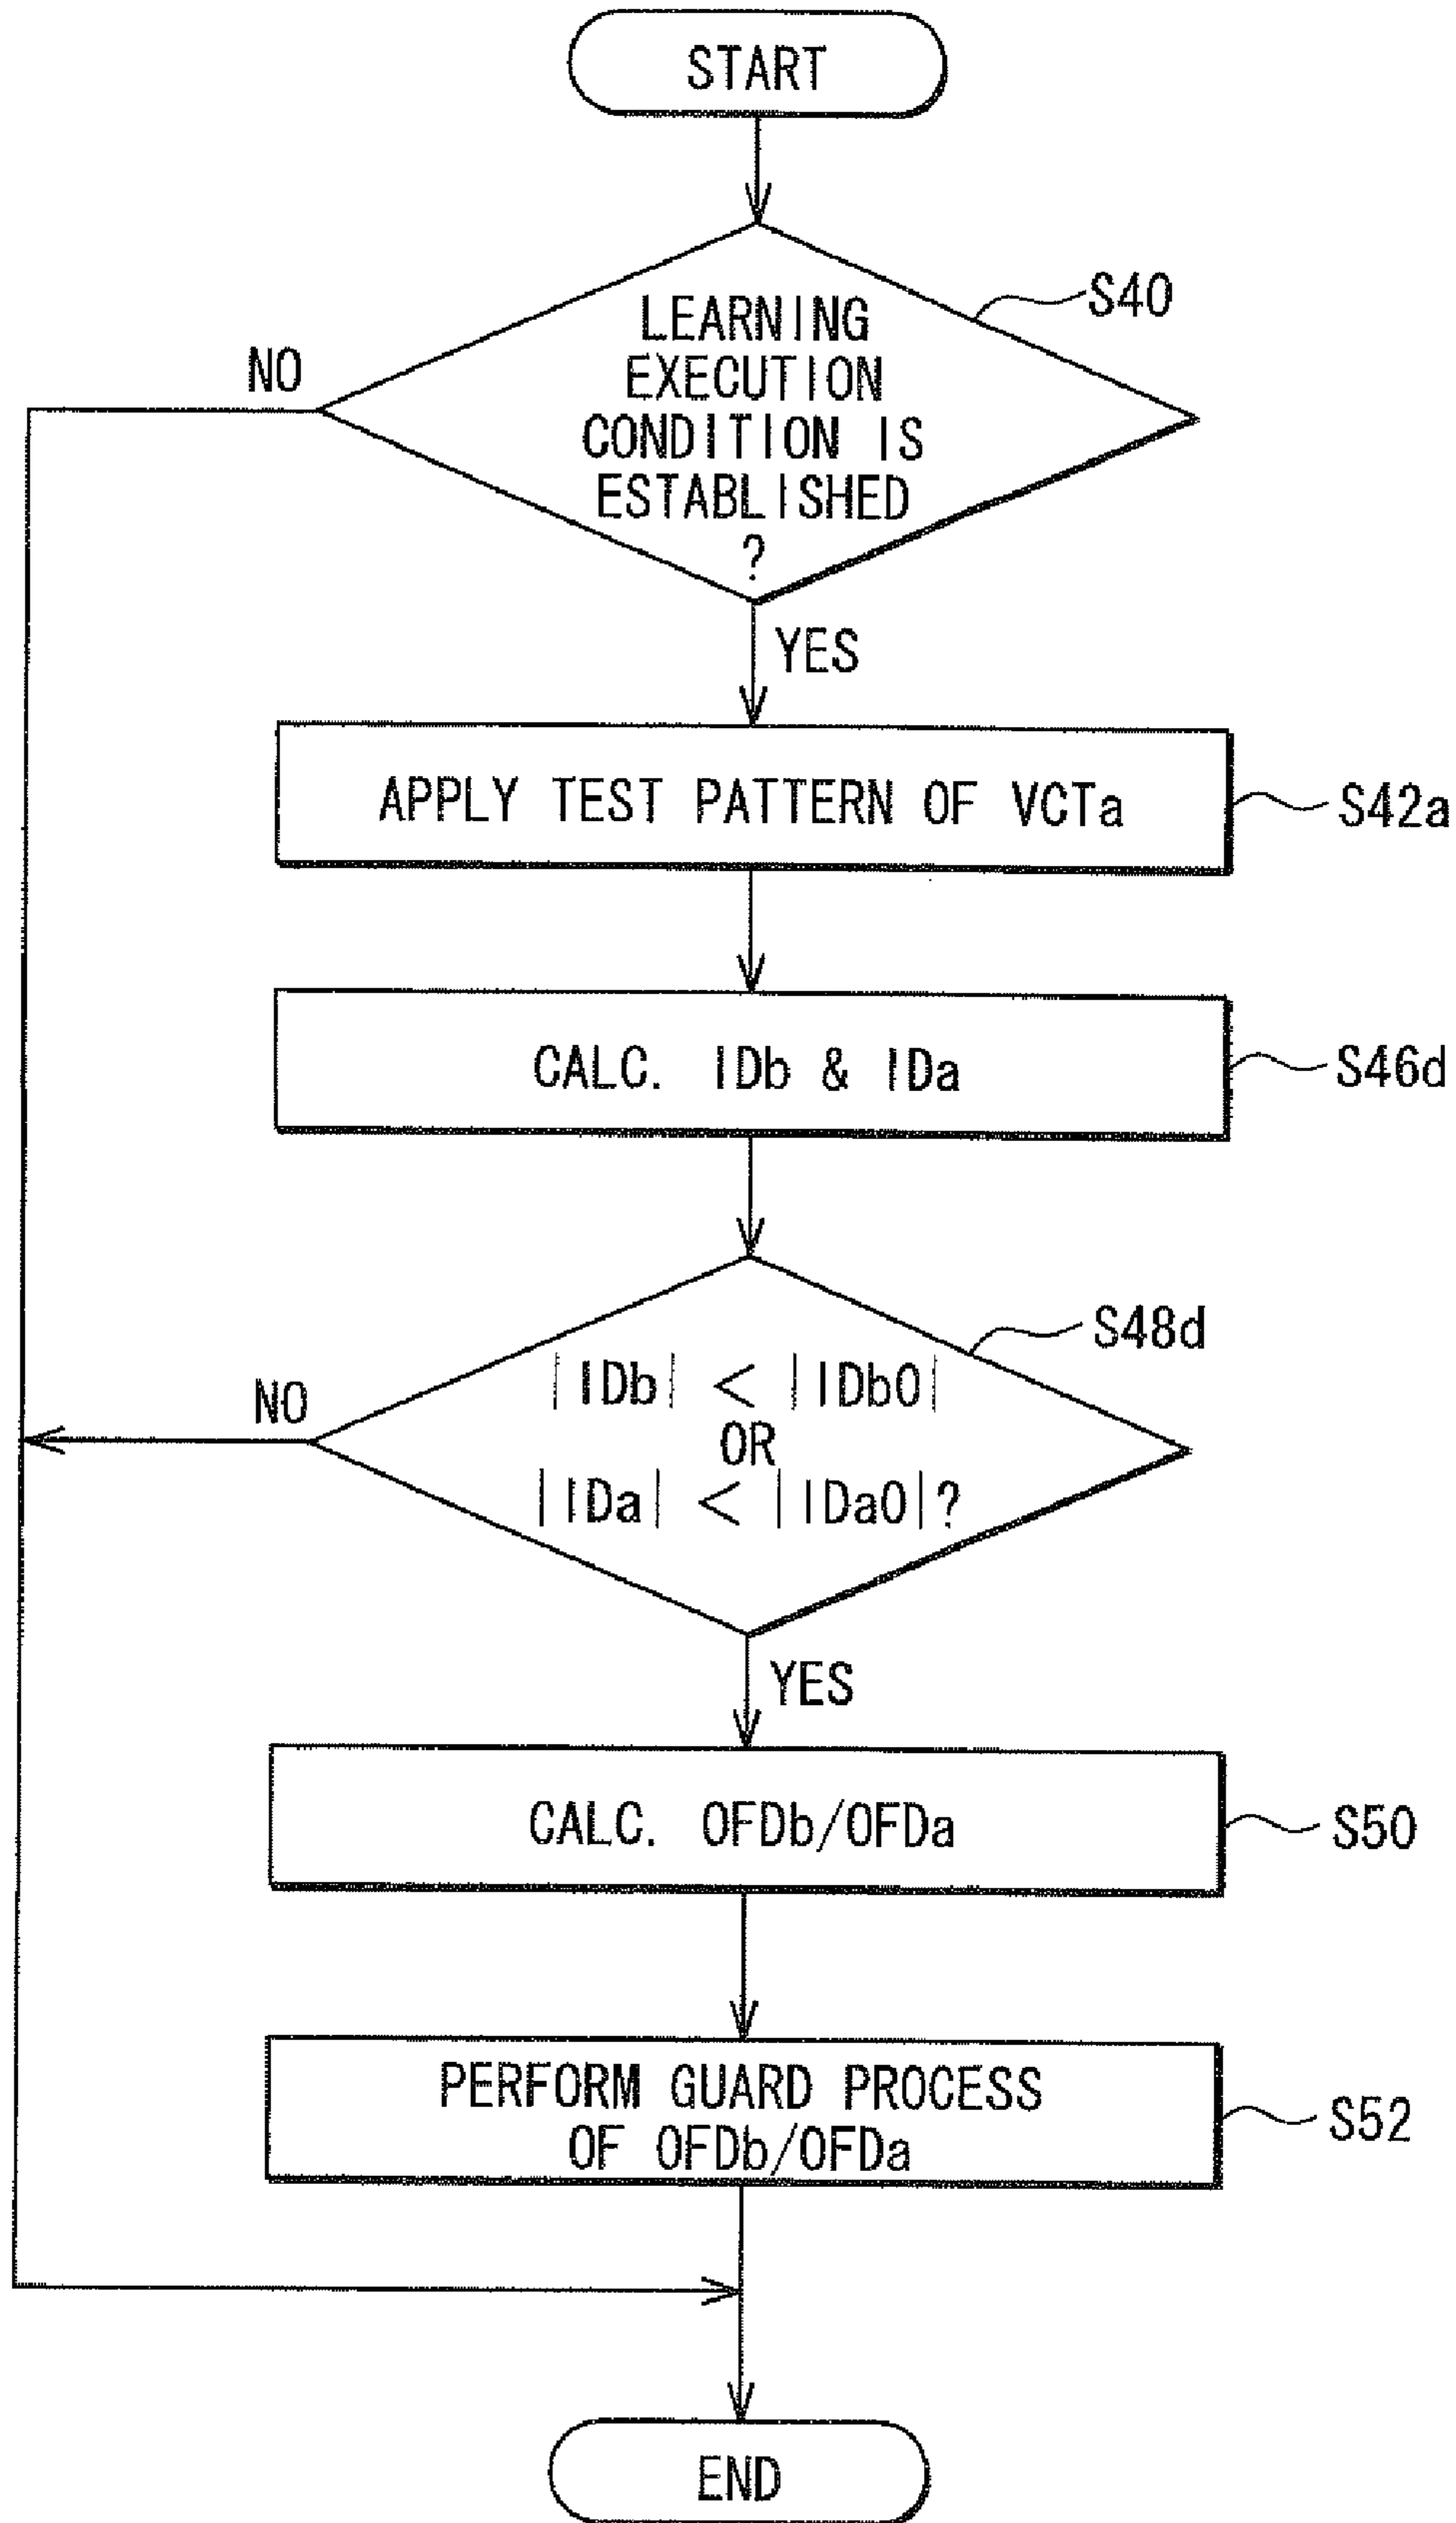 START
S40
LEARNING
EXECUTION
CONDITION IS
ESTABLISHED
?
NO
YES
APPLY TEST PATTERN OF VCTa
S42a
CALC. IDb & IDa
S46d
S48d
|IDb| < |IDb0|
OR
|IDa| < |IDa0|?
NO
YES
CALC. OFDb/OFDa
S50
PERFORM GUARD PROCESS
OF OFDb/OFDa
S52
END